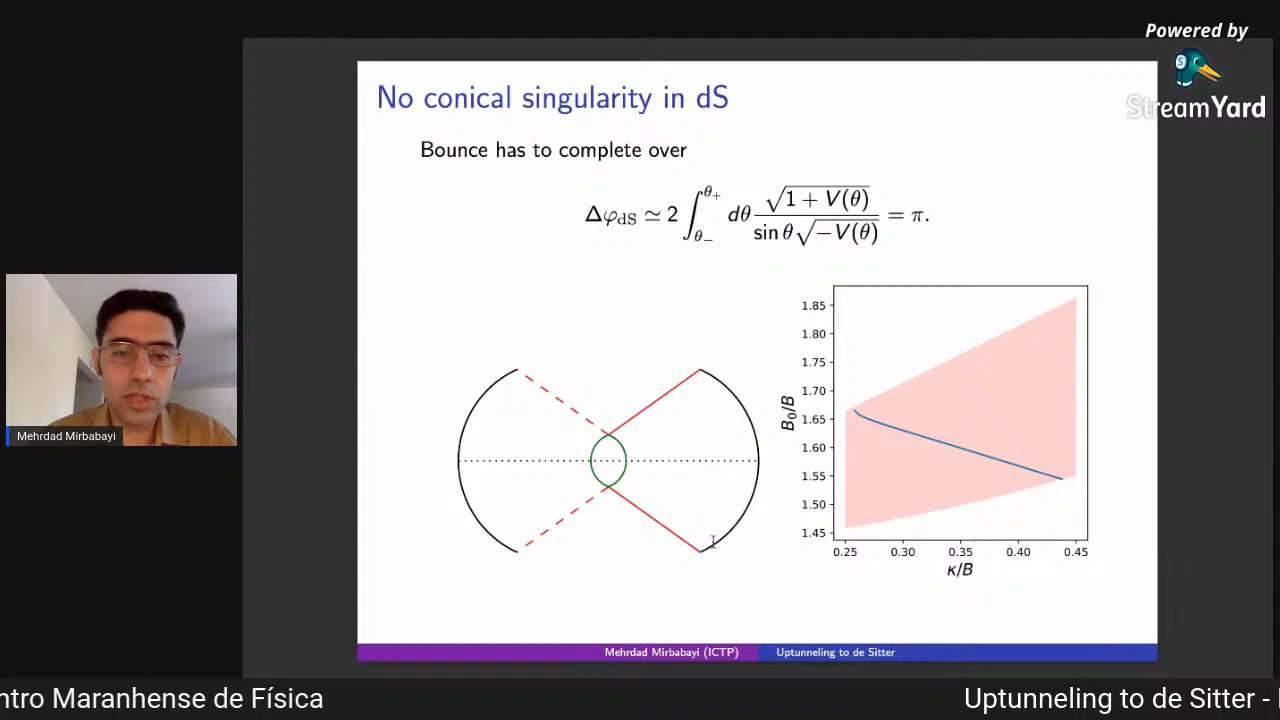 Powered by
StreamYard
No conical singularity in dS
Bounce has to complete over
Δφ_dS ≃ 2 ∫_{θ_-}^{θ_+} dθ √(1 + V(θ)) / (sin θ √(−V(θ))) = π.
1.85
1.80
1.75
1.70
1.65
1.60
1.55
1.50
1.45
B₀/B
0.25 0.30 0.35 0.40 0.45
κ/B
Mehrdad Mirbabayi
Mehrdad Mirbabayi (ICTP) Uptunneling to de Sitter
ntro Maranhense de Física Uptunneling to de Sitter -